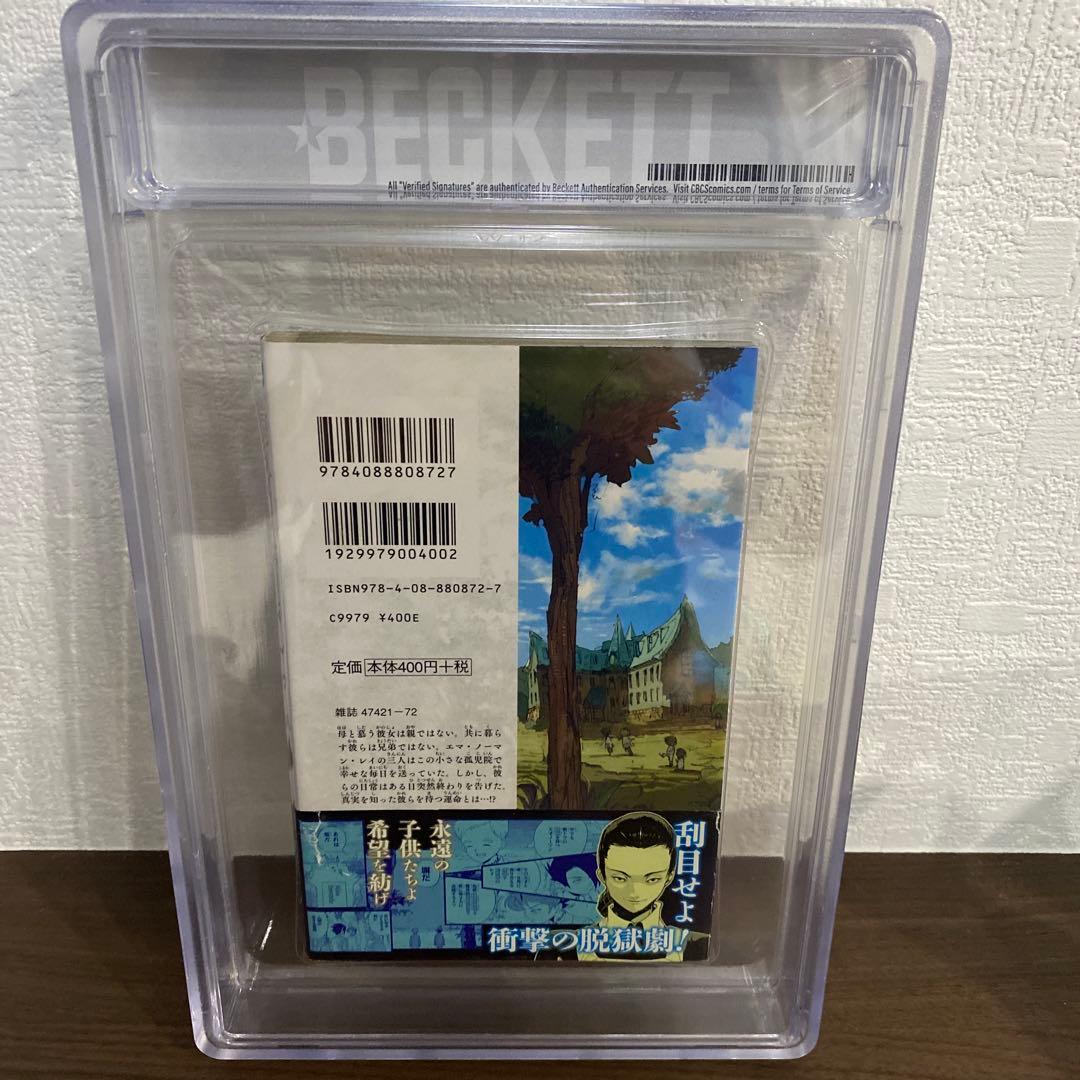 BECKETT
All "Verified Signatures" are authenticated by Beckett Authentication Services. Visit CBCScomics.com / terms for Terms of Service
9784088808727
1929979004002
ISBN978-4-08-880872-7
C9979 ¥400E
定価 本体400円+税
雑誌 47421-72
母と慕う彼女は親ではない。共に暮ら
す彼らは兄弟ではない。エマ・ノーマ
ン・レイの三人はこの小さな孤児院で
幸せな毎日を送っていた。しかし、彼
らの日常はある日突然終わりを告げた。
真実を知った彼らを待つ運命とは…!?
刮目せよ
永遠の
子供たちよ
希望を紡げ
衝撃の脱獄劇!